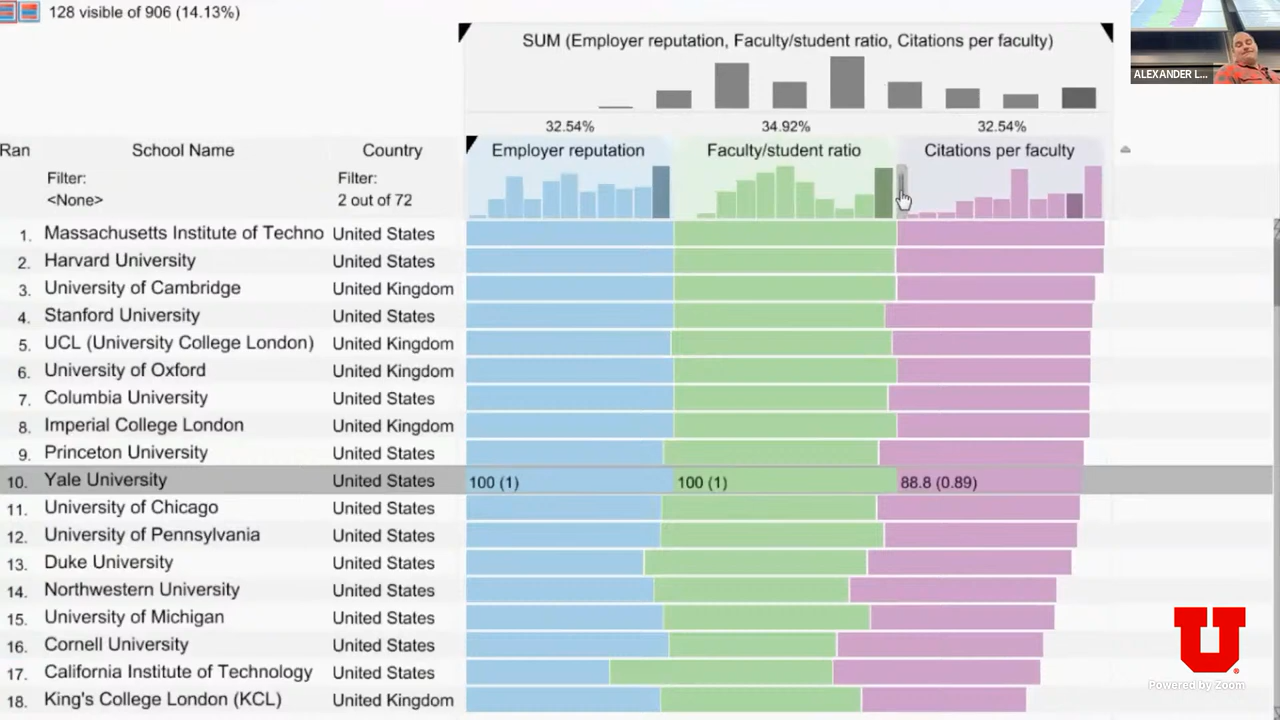 128 visible of 906 (14.13%)
SUM (Employer reputation, Faculty/student ratio, Citations per faculty)
ALEXANDER L...
32.54% 34.92% 32.54%
Ran School Name Country Employer reputation Faculty/student ratio Citations per faculty
Filter: Filter:
<None> 2 out of 72
1. Massachusetts Institute of Techno United States
2. Harvard University United States
3. University of Cambridge United Kingdom
4. Stanford University United States
5. UCL (University College London) United Kingdom
6. University of Oxford United Kingdom
7. Columbia University United States
8. Imperial College London United Kingdom
9. Princeton University United States
10. Yale University United States 100 (1) 100 (1) 88.8 (0.89)
11. University of Chicago United States
12. University of Pennsylvania United States
13. Duke University United States
14. Northwestern University United States
15. University of Michigan United States
16. Cornell University United States
17. California Institute of Technology United States
18. King's College London (KCL) United Kingdom
U
Powered by Zoom